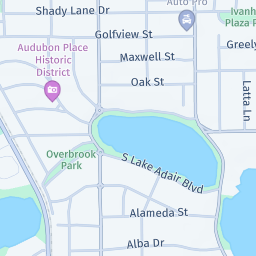 Shady Lane Dr
Auto Pro
Ivanh
Plaza P
Golfview St
Greely
Audubon Place
Historic
District
Maxwell St
Oak St
Latta Ln
Overbrook
Park
S Lake Adair Blvd
Alameda St
Alba Dr